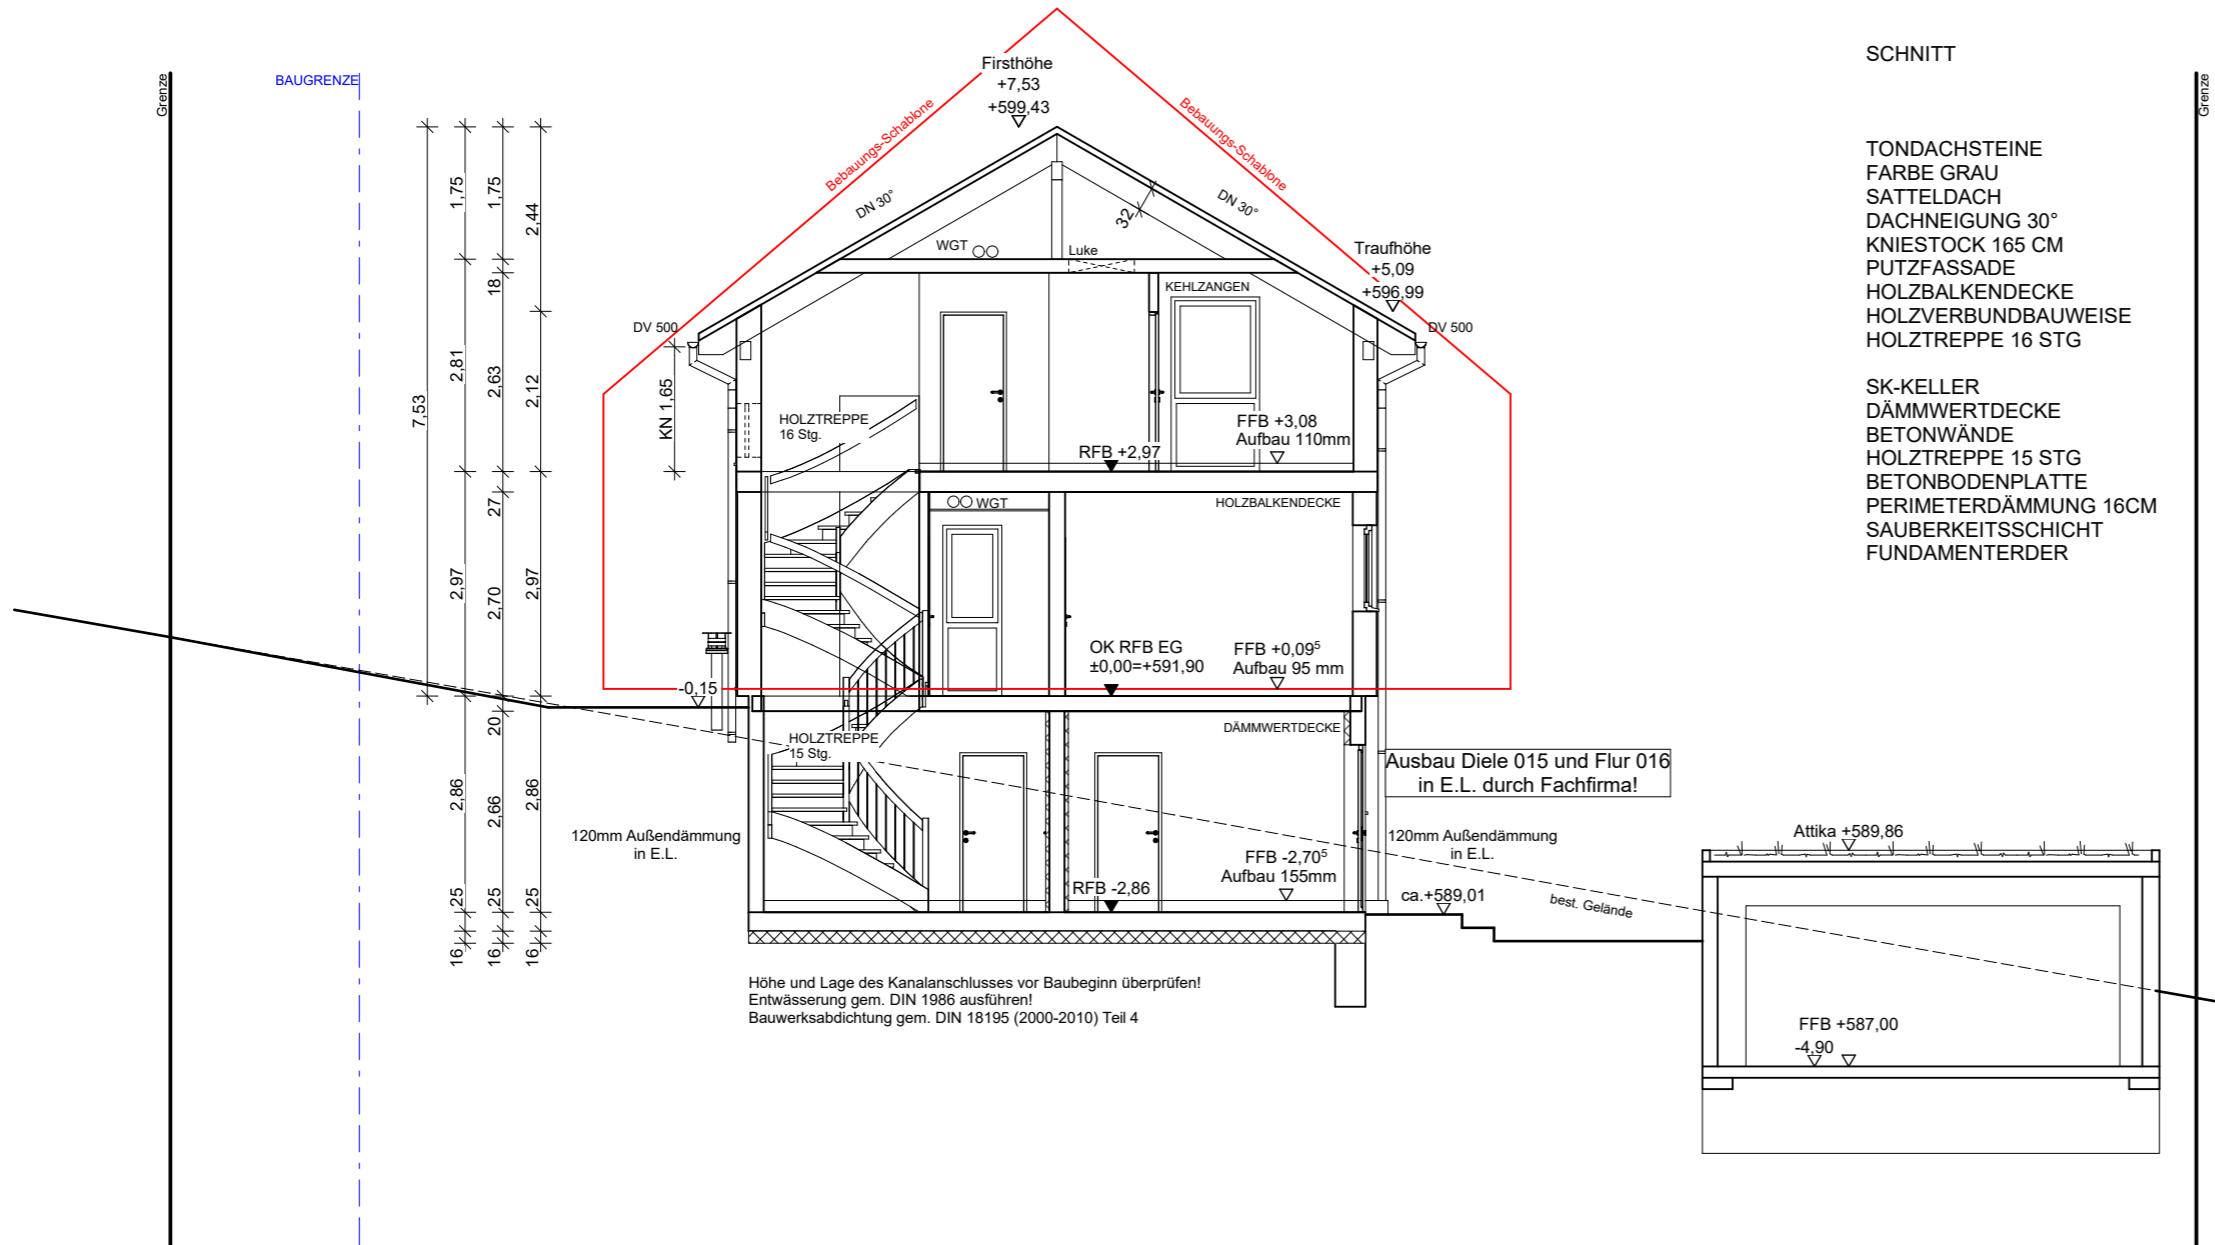 SCHNITT
Grenze
BAUGRENZE
Grenze
Firsthöhe
+7,53
+599,43
Bebauungs-Schablone
Bebauungs-Schablone
DN 30°
DN 30°
32
TONDACHSTEINE
FARBE GRAU
SATTELDACH
DACHNEIGUNG 30°
KNIESTOCK 165 CM
PUTZFASSADE
HOLZBALKENDECKE
HOLZVERBUNDBAUWEISE
HOLZTREPPE 16 STG
SK-KELLER
DÄMMWERTDECKE
BETONWÄNDE
HOLZTREPPE 15 STG
BETONBODENPLATTE
PERIMETERDÄMMUNG 16CM
SAUBERKEITSSCHICHT
FUNDAMENTERDER
Traufhöhe
+5,09
+596,99
WGT
Luke
KEHLZANGEN
DV 500
DV 500
7,53
1,75
2,81
2,97
2,86
25
16
1,75
18
2,63
27
2,70
20
2,66
25
16
2,44
2,12
2,97
2,86
25
16
KN 1,65
HOLZTREPPE
16 Stg.
FFB +3,08
Aufbau 110mm
RFB +2,97
WGT
HOLZBALKENDECKE
OK RFB EG
±0,00=+591,90
FFB +0,09⁵
Aufbau 95 mm
-0,15
HOLZTREPPE
15 Stg.
DÄMMWERTDECKE
Ausbau Diele 015 und Flur 016
in E.L. durch Fachfirma!
120mm Außendämmung
in E.L.
120mm Außendämmung
in E.L.
FFB -2,70⁵
Aufbau 155mm
RFB -2,86
ca.+589,01
best. Gelände
Attika +589,86
FFB +587,00
-4,90
Höhe und Lage des Kanalanschlusses vor Baubeginn überprüfen!
Entwässerung gem. DIN 1986 ausführen!
Bauwerksabdichtung gem. DIN 18195 (2000-2010) Teil 4